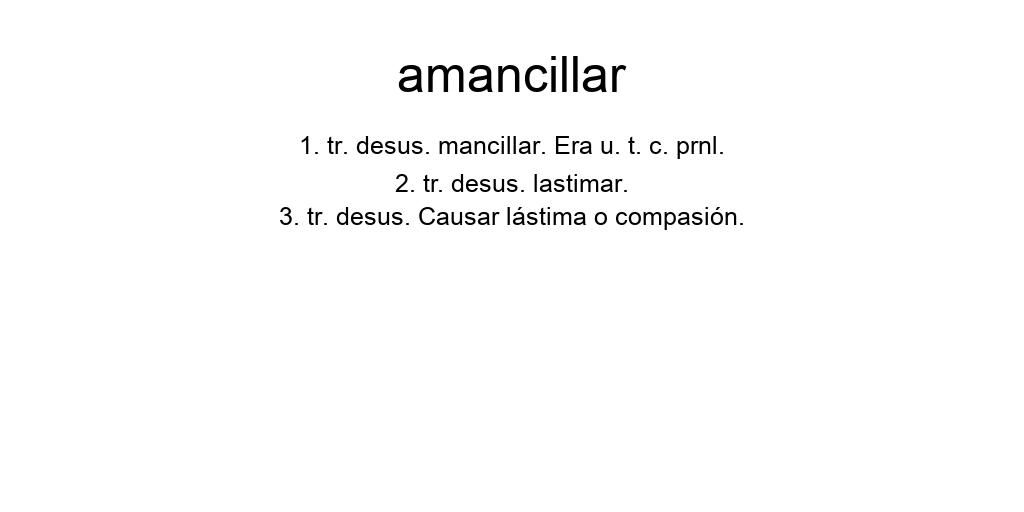 amancillar
1. tr. desus. mancillar. Era u. t. c. prnl.
2. tr. desus. lastimar.
3. tr. desus. Causar lástima o compasión.